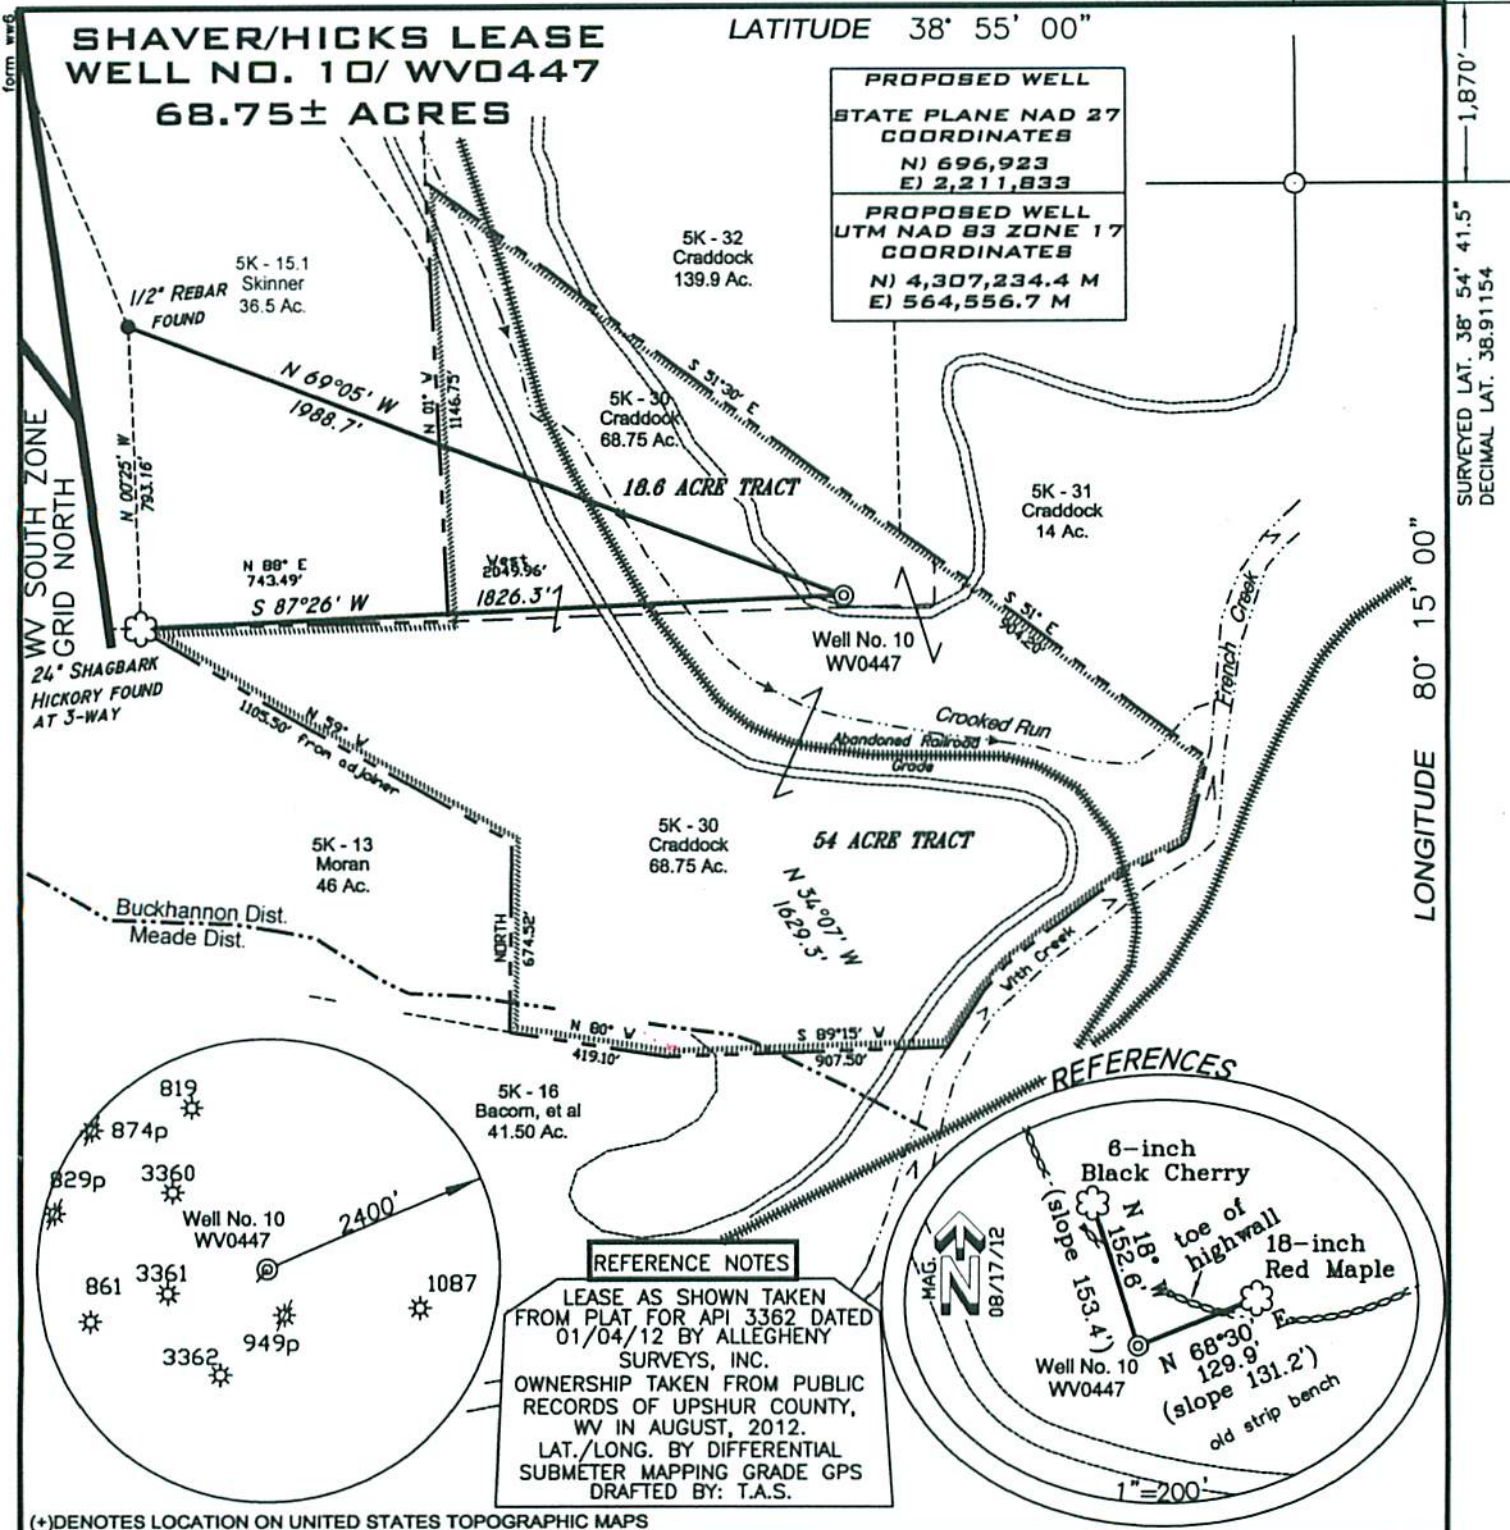 form ww6
SHAVER/HICKS LEASE
WELL NO. 10/ WV0447
68.75± ACRES
LATITUDE 38° 55' 00"
1,870'
PROPOSED WELL
STATE PLANE NAD 27
COORDINATES
N) 696,923
E) 2,211,833
PROPOSED WELL
UTM NAD 83 ZONE 17
COORDINATES
N) 4,307,234.4 M
E) 564,556.7 M
SURVEYED LAT. 38° 54' 41.5"
DECIMAL LAT. 38.91154
5K - 32
Craddock
139.9 Ac.
5K - 15.1
Skinner
36.5 Ac.
1/2" REBAR
FOUND
N 69°05' W
1988.7'
N 01° W
1146.75'
S 51°30' E
5K - 30
Craddock
68.75 Ac.
18.6 ACRE TRACT
5K - 31
Craddock
14 Ac.
N 00°25' W
793.16'
WV SOUTH ZONE
GRID NORTH
N 88° E
743.49'
S 87°26' W
West
2049.96'
1826.3'
S 51° E
904.20'
French Creek
LONGITUDE 80° 15' 00"
Well No. 10
WV0447
24" SHAGBARK
HICKORY FOUND
AT 3-WAY
N 59° W
1105.50' from adjoiner
Crooked Run
Abandoned Railroad
Grade
5K - 13
Moran
46 Ac.
5K - 30
Craddock
68.75 Ac.
54 ACRE TRACT
N 34°07' W
1629.3'
Buckhannon Dist.
Meade Dist.
NORTH
674.52'
With Creek
N 80° W
419.10'
S 89°15' W
907.50'
5K - 16
Bacorn, et al
41.50 Ac.
819
874p
829p
3360
Well No. 10
WV0447
2400'
861
3361
949p
1087
3362
REFERENCES
6-inch
Black Cherry
N 18° W
152.6'
(slope 153.4')
toe of
highwall
18-inch
Red Maple
MAG.
N
08/17/12
Well No. 10
WV0447
N 68°30' E
129.9'
(slope 131.2')
old strip bench
1"=200'
REFERENCE NOTES
LEASE AS SHOWN TAKEN
FROM PLAT FOR API 3362 DATED
01/04/12 BY ALLEGHENY
SURVEYS, INC.
OWNERSHIP TAKEN FROM PUBLIC
RECORDS OF UPSHUR COUNTY,
WV IN AUGUST, 2012.
LAT./LONG. BY DIFFERENTIAL
SUBMETER MAPPING GRADE GPS
DRAFTED BY: T.A.S.
(+)DENOTES LOCATION ON UNITED STATES TOPOGRAPHIC MAPS